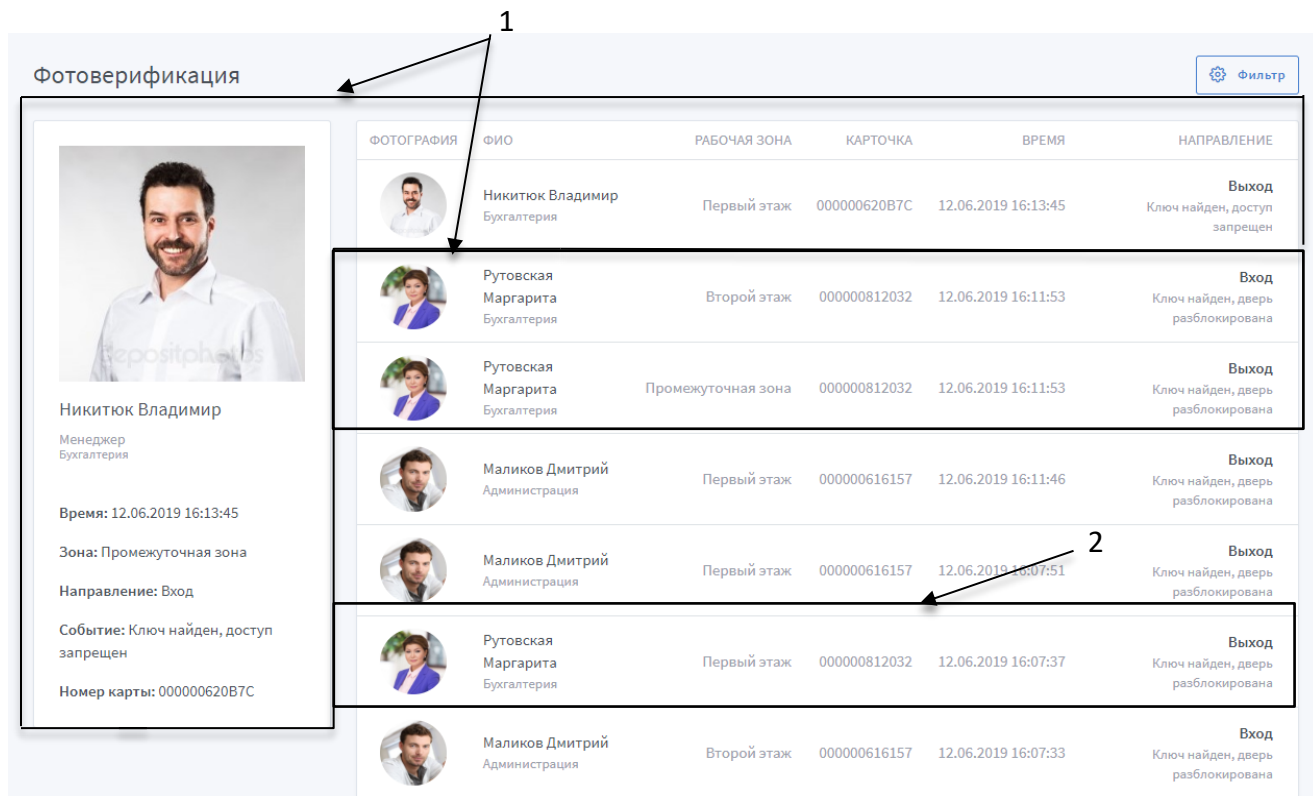 1
Фотоверификация
Фильтр
depositphotos
Никитюк Владимир
Менеджер
Бухгалтерия
Время: 12.06.2019 16:13:45
Зона: Промежуточная зона
Направление: Вход
Событие: Ключ найден, доступ
запрещен
Номер карты: 000000620B7C
ФОТОГРАФИЯ ФИО РАБОЧАЯ ЗОНА КАРТОЧКА ВРЕМЯ НАПРАВЛЕНИЕ
Никитюк Владимир
Бухгалтерия
Первый этаж 000000620B7C 12.06.2019 16:13:45
Выход
Ключ найден, доступ
запрещен
Рутовская
Маргарита
Бухгалтерия
Второй этаж 000000812032 12.06.2019 16:11:53
Вход
Ключ найден, дверь
разблокирована
Рутовская
Маргарита
Бухгалтерия
Промежуточная зона 000000812032 12.06.2019 16:11:53
Выход
Ключ найден, дверь
разблокирована
Маликов Дмитрий
Администрация
Первый этаж 000000616157 12.06.2019 16:11:46
Выход
Ключ найден, дверь
разблокирована
2
Маликов Дмитрий
Администрация
Первый этаж 000000616157 12.06.2019 16:07:51
Выход
Ключ найден, дверь
разблокирована
Рутовская
Маргарита
Бухгалтерия
Первый этаж 000000812032 12.06.2019 16:07:37
Выход
Ключ найден, дверь
разблокирована
Маликов Дмитрий
Администрация
Второй этаж 000000616157 12.06.2019 16:07:33
Вход
Ключ найден, дверь
разблокирована